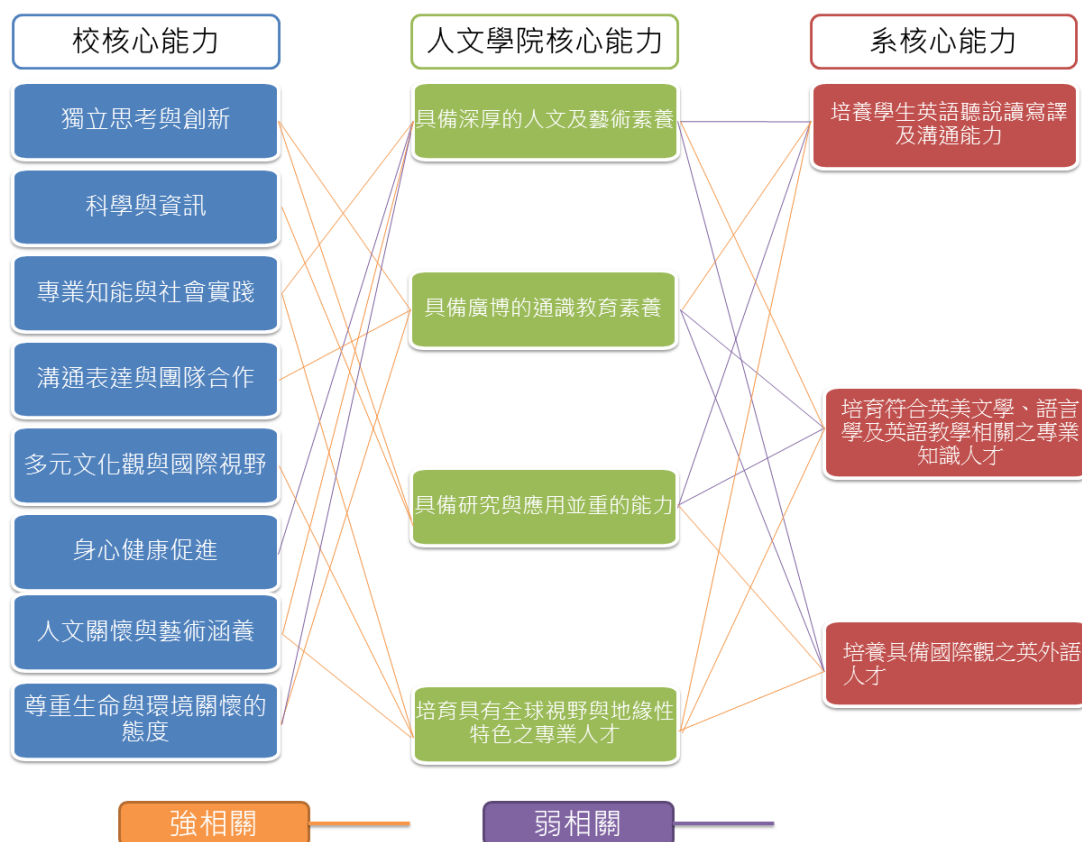 校核心能力
獨立思考與創新
科學與資訊
專業知能與社會實踐
溝通表達與團隊合作
多元文化觀與國際視野
身心健康促進
人文關懷與藝術涵養
尊重生命與環境關懷的
態度
人文學院核心能力
具備深厚的人文及藝術素養
具備廣博的通識教育素養
具備研究與應用並重的能力
培育具有全球視野與地緣性
特色之專業人才
系核心能力
培養學生英語聽說讀寫譯
及溝通能力
培育符合英美文學、語言
學及英語教學相關之專業
知識人才
培養具備國際觀之英外語
人才
強相關
弱相關